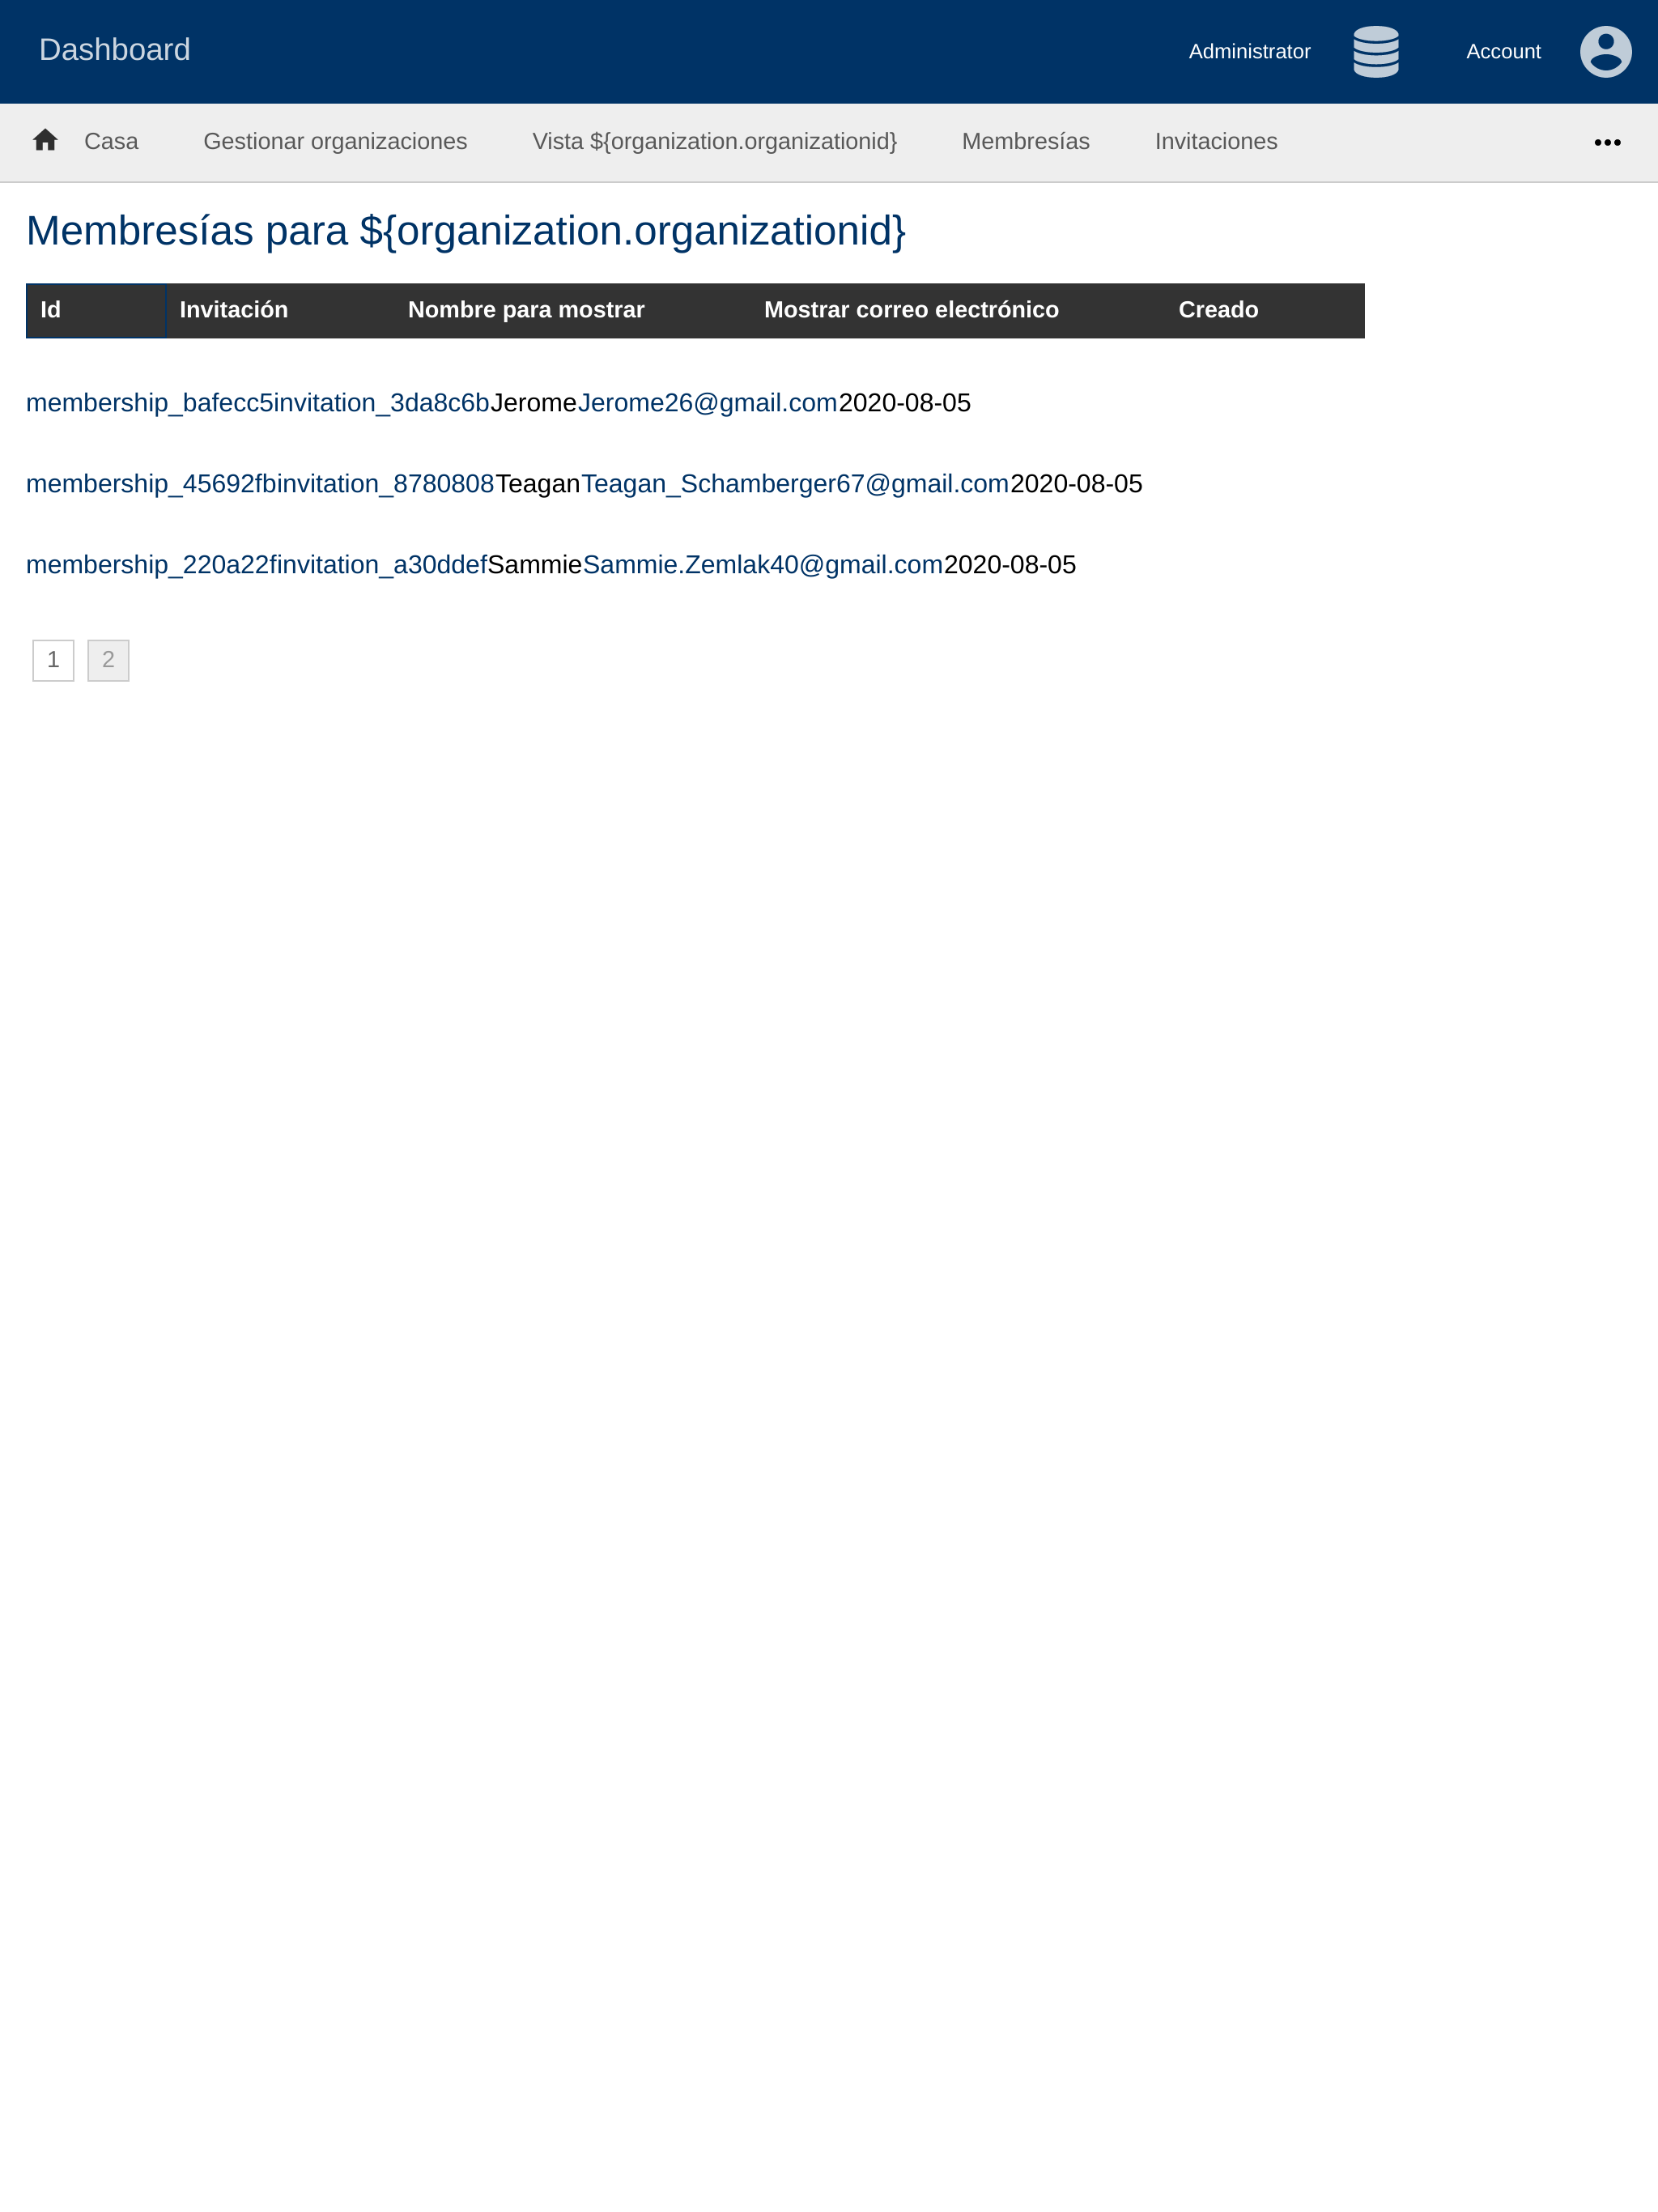 Dashboard Administrator Account
Casa Gestionar organizaciones Vista ${organization.organizationid} Membresías Invitaciones •••
Membresías para ${organization.organizationid}
Id Invitación Nombre para mostrar Mostrar correo electrónico Creado
membership_bafecc5invitation_3da8c6bJeromeJerome26@gmail.com2020-08-05
membership_45692fbinvitation_8780808TeaganTeagan_Schamberger67@gmail.com2020-08-05
membership_220a22finvitation_a30ddefSammieSammie.Zemlak40@gmail.com2020-08-05
1 2